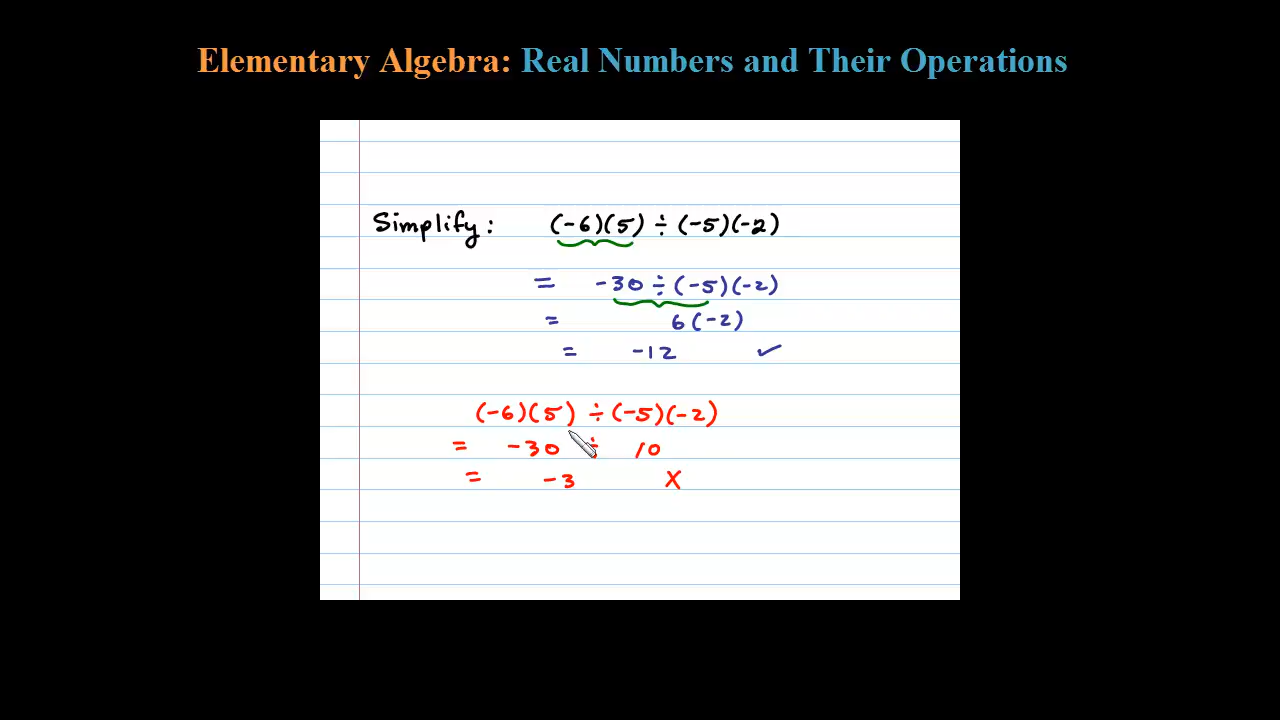 Elementary Algebra: Real Numbers and Their Operations
Simplify: (-6)(5) ÷ (-5)(-2)
= -30 ÷ (-5)(-2)
= 6(-2)
= -12 ✓
(-6)(5) ÷ (-5)(-2)
= -30 ÷ 10
= -3 X